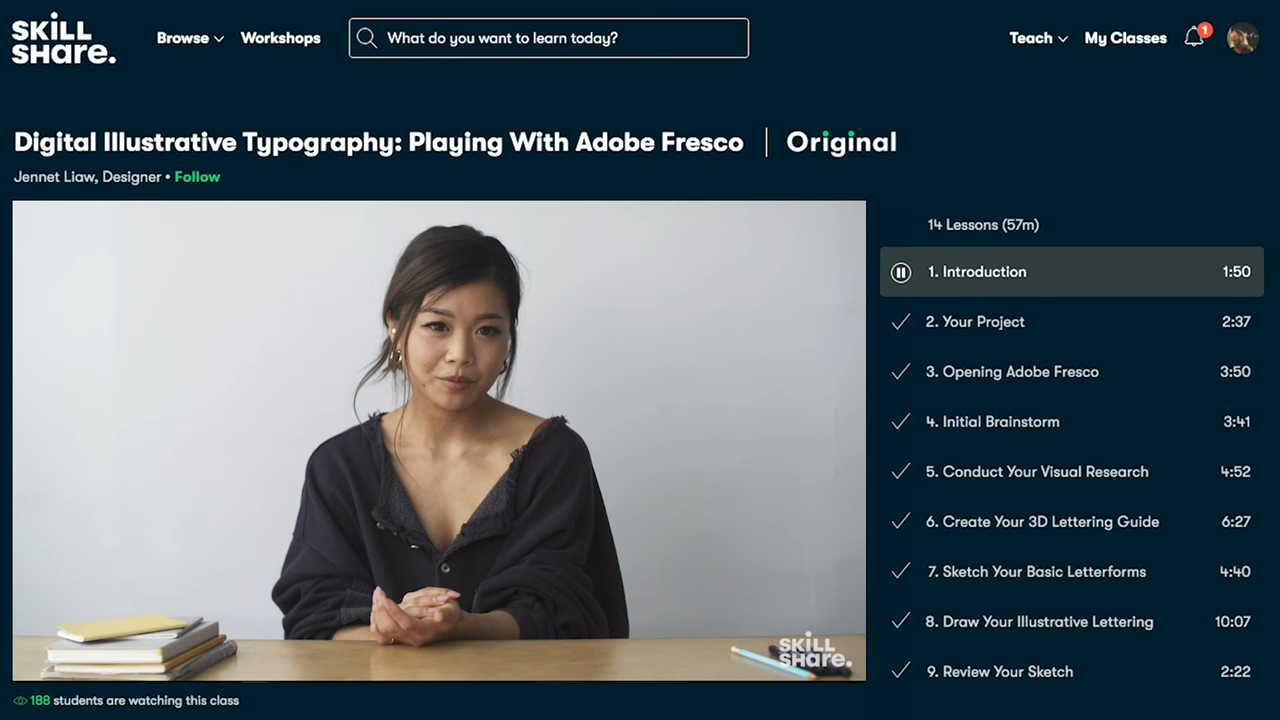 SKILL
SHare.
Browse
Workshops
What do you want to learn today?
Teach
My Classes
1
Digital Illustrative Typography: Playing With Adobe Fresco | Original
Jennet Liaw, Designer • Follow
14 Lessons (57m)
1. Introduction 1:50
2. Your Project 2:37
3. Opening Adobe Fresco 3:50
4. Initial Brainstorm 3:41
5. Conduct Your Visual Research 4:52
6. Create Your 3D Lettering Guide 6:27
7. Sketch Your Basic Letterforms 4:40
8. Draw Your Illustrative Lettering 10:07
9. Review Your Sketch 2:22
SKILL
SHare.
188 students are watching this class